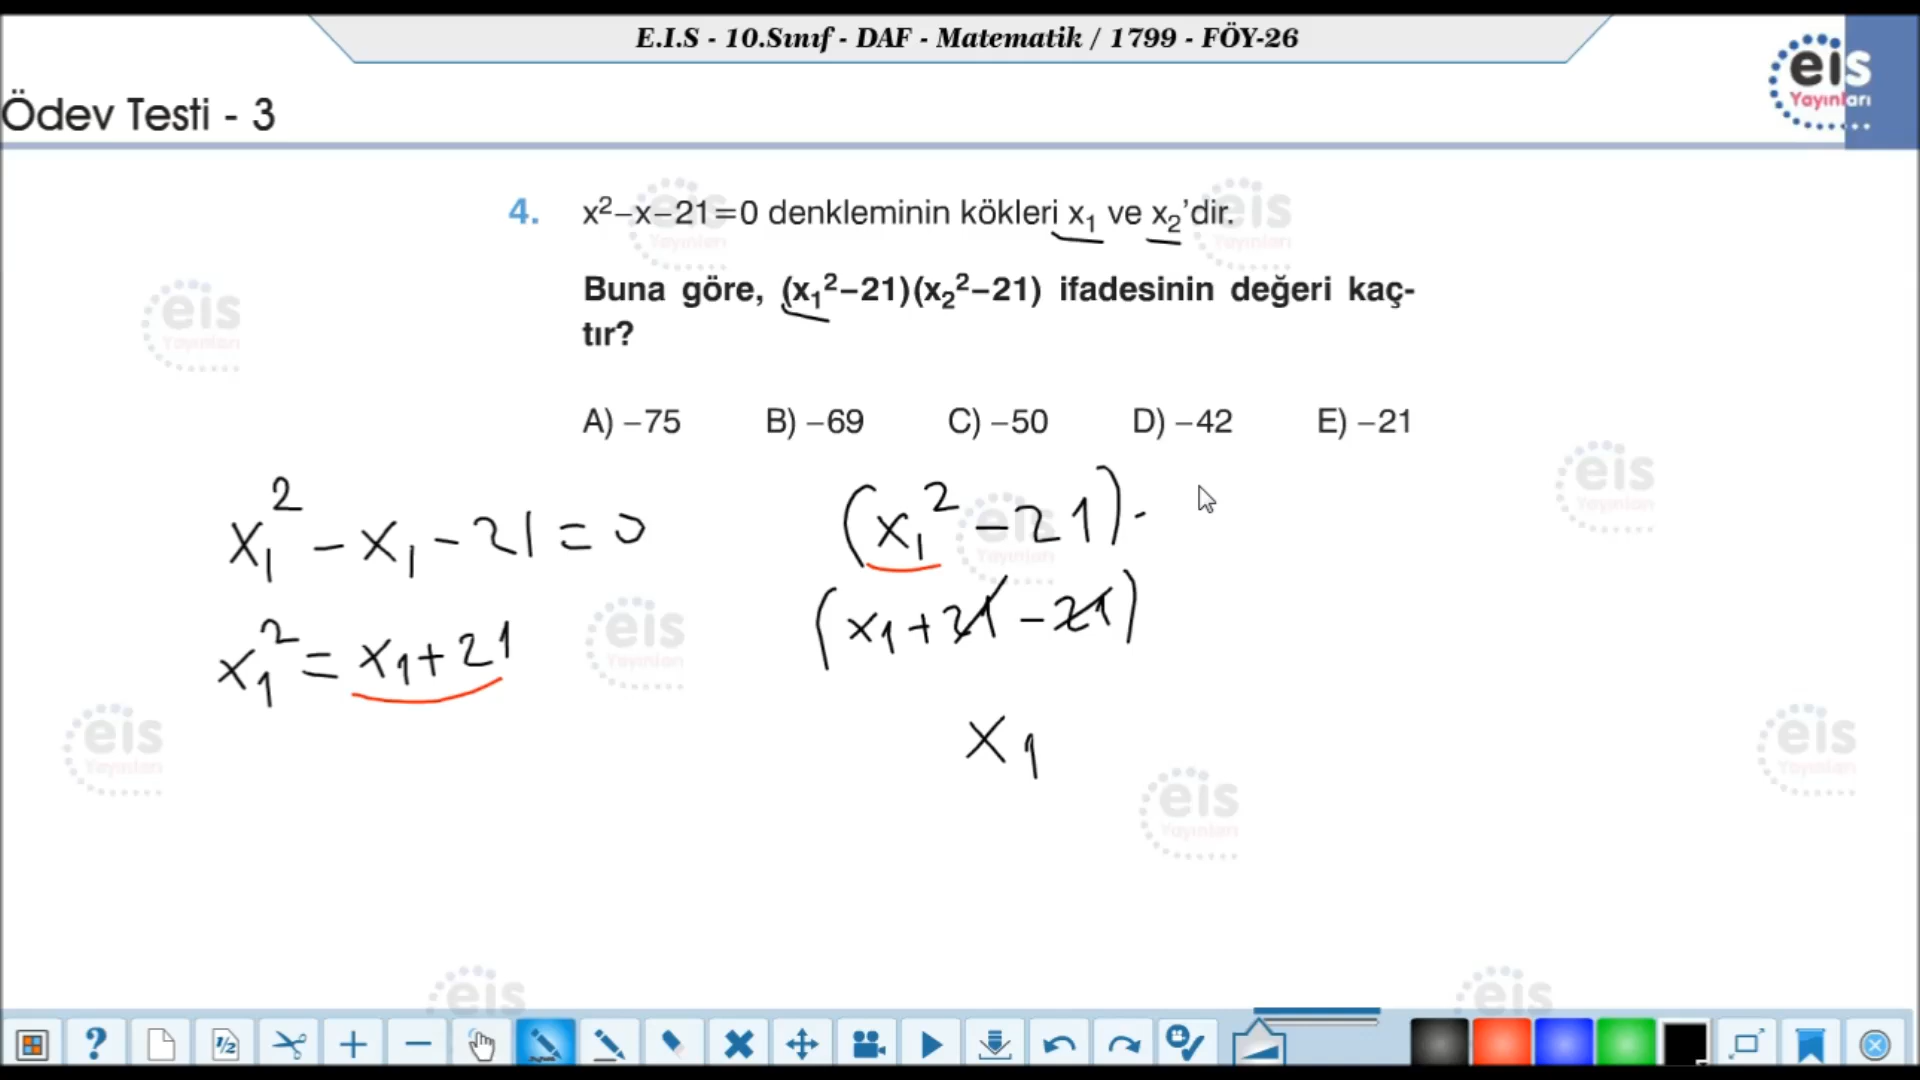 E.I.S - 10.Sınıf - DAF - Matematik / 1799 - FÖY-26
eis
Yayınları
Ödev Testi - 3
4. x²−x−21=0 denkleminin kökleri x₁ ve x₂'dir.
Buna göre, (x₁²−21)(x₂²−21) ifadesinin değeri kaç-
tır?
A) −75 B) −69 C) −50 D) −42 E) −21
x₁² − x₁ − 21 = 0
(x₁² − 21) ·
x₁² = x₁ + 21
(x₁ + 21 − 21)
x₁